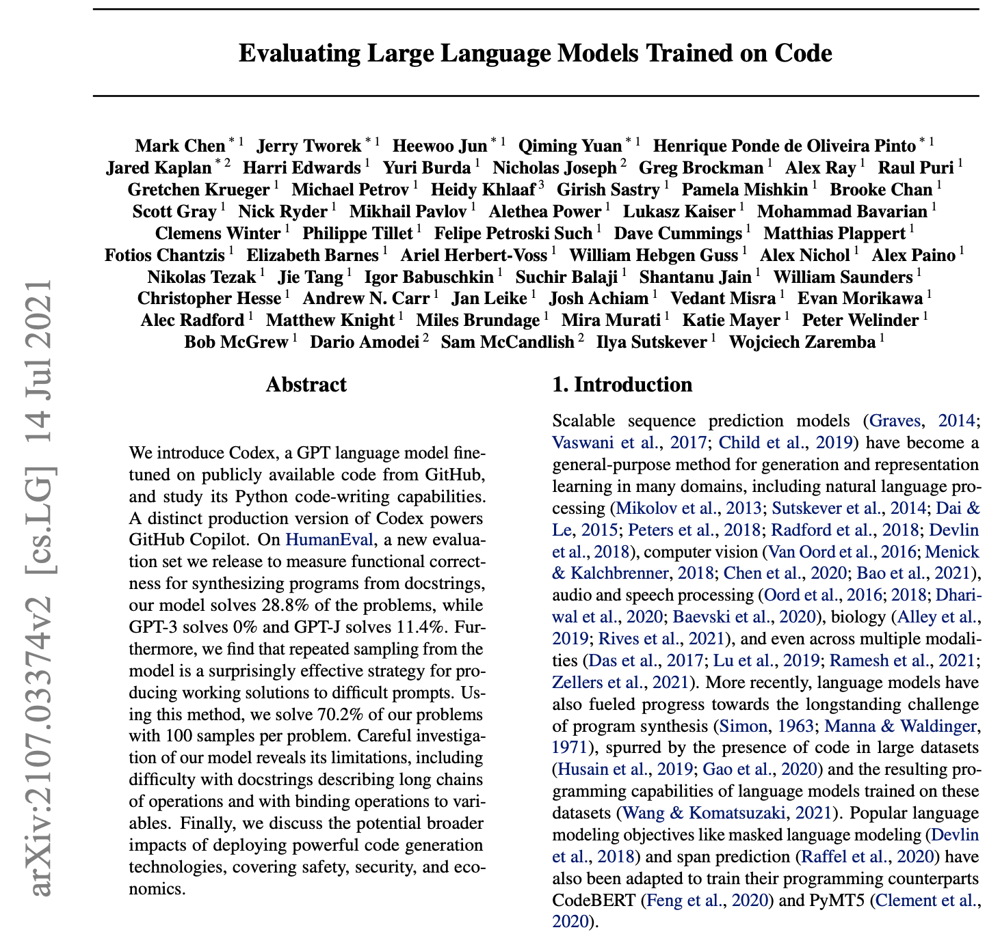 Evaluating Large Language Models Trained on Code
Mark Chen * 1 Jerry Tworek * 1 Heewoo Jun * 1 Qiming Yuan * 1 Henrique Ponde de Oliveira Pinto * 1
Jared Kaplan * 2 Harri Edwards 1 Yuri Burda 1 Nicholas Joseph 2 Greg Brockman 1 Alex Ray 1 Raul Puri 1
Gretchen Krueger 1 Michael Petrov 1 Heidy Khlaaf 3 Girish Sastry 1 Pamela Mishkin 1 Brooke Chan 1
Scott Gray 1 Nick Ryder 1 Mikhail Pavlov 1 Alethea Power 1 Lukasz Kaiser 1 Mohammad Bavarian 1
Clemens Winter 1 Philippe Tillet 1 Felipe Petroski Such 1 Dave Cummings 1 Matthias Plappert 1
Fotios Chantzis 1 Elizabeth Barnes 1 Ariel Herbert-Voss 1 William Hebgen Guss 1 Alex Nichol 1 Alex Paino 1
Nikolas Tezak 1 Jie Tang 1 Igor Babuschkin 1 Suchir Balaji 1 Shantanu Jain 1 William Saunders 1
Christopher Hesse 1 Andrew N. Carr 1 Jan Leike 1 Josh Achiam 1 Vedant Misra 1 Evan Morikawa 1
Alec Radford 1 Matthew Knight 1 Miles Brundage 1 Mira Murati 1 Katie Mayer 1 Peter Welinder 1
Bob McGrew 1 Dario Amodei 2 Sam McCandlish 2 Ilya Sutskever 1 Wojciech Zaremba 1
Abstract
We introduce Codex, a GPT language model fine-
tuned on publicly available code from GitHub,
and study its Python code-writing capabilities.
A distinct production version of Codex powers
GitHub Copilot. On HumanEval, a new evalua-
tion set we release to measure functional correct-
ness for synthesizing programs from docstrings,
our model solves 28.8% of the problems, while
GPT-3 solves 0% and GPT-J solves 11.4%. Fur-
thermore, we find that repeated sampling from the
model is a surprisingly effective strategy for pro-
ducing working solutions to difficult prompts. Us-
ing this method, we solve 70.2% of our problems
with 100 samples per problem. Careful investiga-
tion of our model reveals its limitations, including
difficulty with docstrings describing long chains
of operations and with binding operations to vari-
ables. Finally, we discuss the potential broader
impacts of deploying powerful code generation
technologies, covering safety, security, and eco-
nomics.
1. Introduction
Scalable sequence prediction models (Graves, 2014;
Vaswani et al., 2017; Child et al., 2019) have become a
general-purpose method for generation and representation
learning in many domains, including natural language pro-
cessing (Mikolov et al., 2013; Sutskever et al., 2014; Dai &
Le, 2015; Peters et al., 2018; Radford et al., 2018; Devlin
et al., 2018), computer vision (Van Oord et al., 2016; Menick
& Kalchbrenner, 2018; Chen et al., 2020; Bao et al., 2021),
audio and speech processing (Oord et al., 2016; 2018; Dhari-
wal et al., 2020; Baevski et al., 2020), biology (Alley et al.,
2019; Rives et al., 2021), and even across multiple modali-
ties (Das et al., 2017; Lu et al., 2019; Ramesh et al., 2021;
Zellers et al., 2021). More recently, language models have
also fueled progress towards the longstanding challenge
of program synthesis (Simon, 1963; Manna & Waldinger,
1971), spurred by the presence of code in large datasets
(Husain et al., 2019; Gao et al., 2020) and the resulting pro-
gramming capabilities of language models trained on these
datasets (Wang & Komatsuzaki, 2021). Popular language
modeling objectives like masked language modeling (Devlin
et al., 2018) and span prediction (Raffel et al., 2020) have
also been adapted to train their programming counterparts
CodeBERT (Feng et al., 2020) and PyMT5 (Clement et al.,
2020).
arXiv:2107.03374v2 [cs.LG] 14 Jul 2021